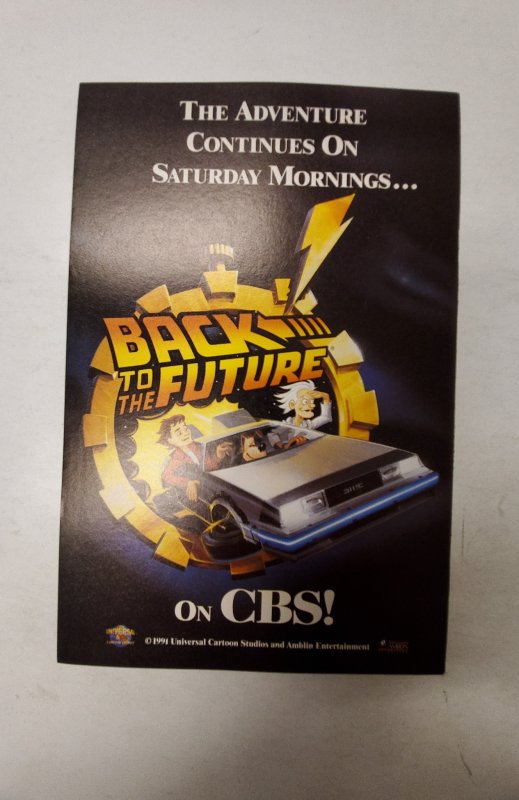 THE ADVENTURE
CONTINUES ON
SATURDAY MORNINGS...
BACK
TO
THE FUTURE
ON CBS!
UNIVERSAL
© 1991 Universal Cartoon Studios and Amblin Entertainment